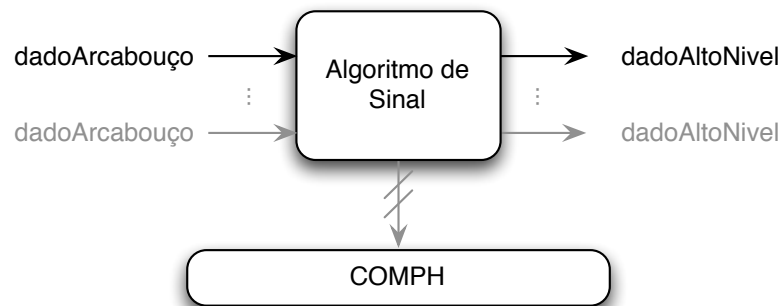 dadoArcabouço
Algoritmo de
Sinal
dadoAltoNivel
dadoArcabouço
dadoAltoNivel
COMPH